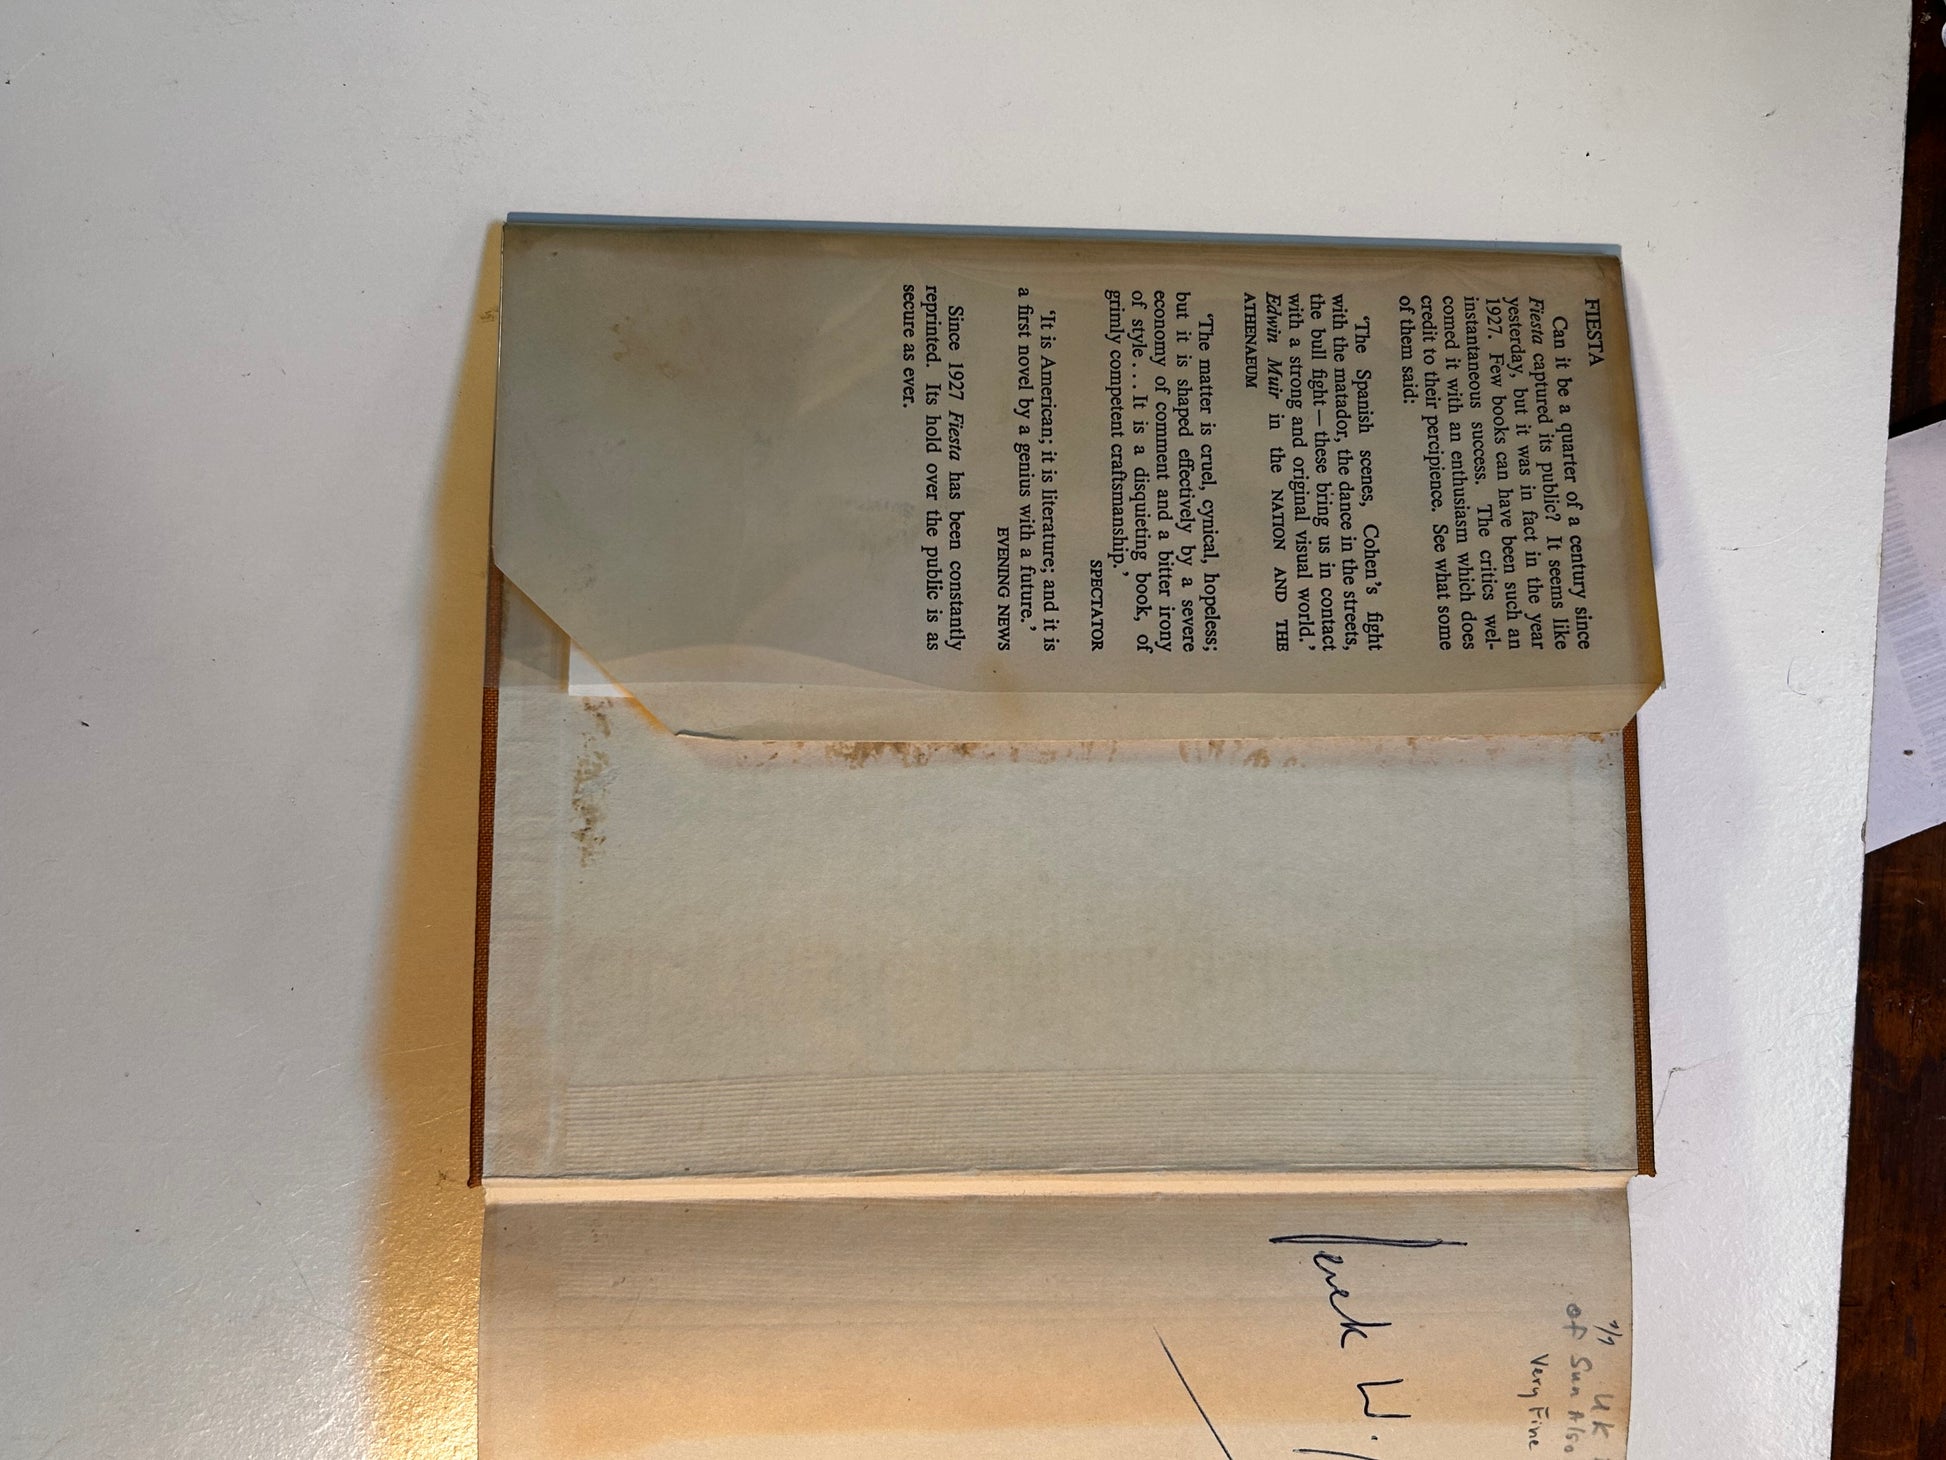 FIESTA
Can it be a quarter of a century since
Fiesta captured its public? It seems like
yesterday, but it was in fact in the year
1927. Few books can have been such an
instantaneous success. The critics wel-
comed it with an enthusiasm which does
credit to their percipience. See what some
of them said:
‘The Spanish scenes, Cohen’s fight
with the matador, the dance in the streets,
the bull fight—these bring us in contact
with a strong and original visual world.’
Edwin Muir in the NATION AND THE
ATHENAEUM
‘The matter is cruel, cynical, hopeless;
but it is shaped effectively by a severe
economy of comment and a bitter irony
of style... It is a disquieting book, of
grimly competent craftsmanship.’
SPECTATOR
‘It is American; it is literature; and it is
a first novel by a genius with a future.’
EVENING NEWS
Since 1927 Fiesta has been constantly
reprinted. Its hold over the public is as
secure as ever.
UK
of Sun Also
Very Fine
Derek W